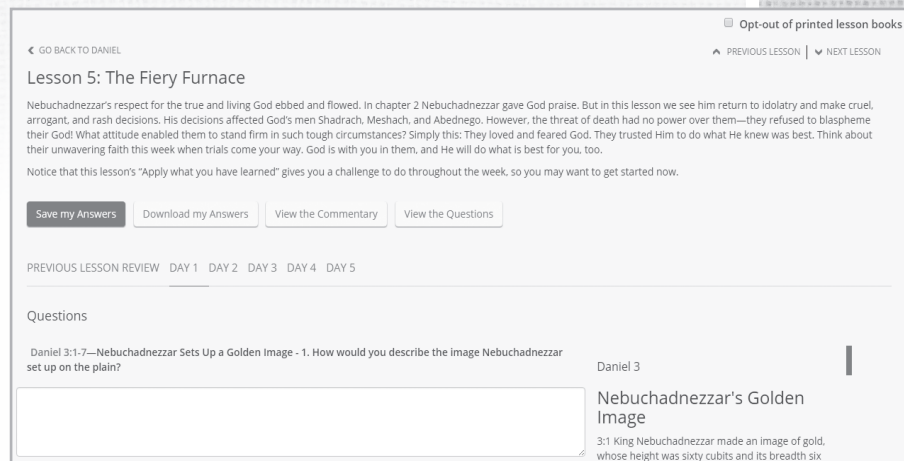 Opt-out of printed lesson books
GO BACK TO DANIEL
PREVIOUS LESSON | NEXT LESSON
Lesson 5: The Fiery Furnace
Nebuchadnezzar's respect for the true and living God ebbed and flowed. In chapter 2 Nebuchadnezzar gave God praise. But in this lesson we see him return to idolatry and make cruel,
arrogant, and rash decisions. His decisions affected God's men Shadrach, Meshach, and Abednego. However, the threat of death had no power over them—they refused to blaspheme
their God! What attitude enabled them to stand firm in such tough circumstances? Simply this: They loved and feared God. They trusted Him to do what He knew was best. Think about
their unwavering faith this week when trials come your way. God is with you in them, and He will do what is best for you, too.
Notice that this lesson's “Apply what you have learned” gives you a challenge to do throughout the week, so you may want to get started now.
Save my Answers Download my Answers View the Commentary View the Questions
PREVIOUS LESSON REVIEW DAY 1 DAY 2 DAY 3 DAY 4 DAY 5
Questions
Daniel 3:1-7—Nebuchadnezzar Sets Up a Golden Image - 1. How would you describe the image Nebuchadnezzar
set up on the plain?
Daniel 3
Nebuchadnezzar's Golden
Image
3:1 King Nebuchadnezzar made an image of gold,
whose height was sixty cubits and its breadth six